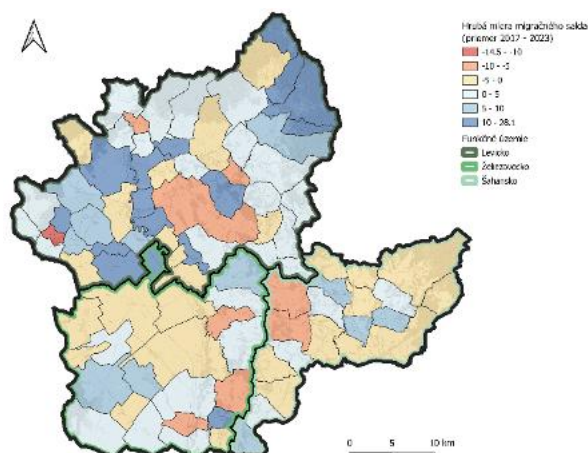 Hrubá miera migračného salda
(priemer 2017 - 2023)
-14.5 - -10
-10 - -5
-5 - 0
0 - 5
5 - 10
10 - 28.1
Funkčné územie
Levicko
Želiezovecko
Šahansko
0 5 10 km